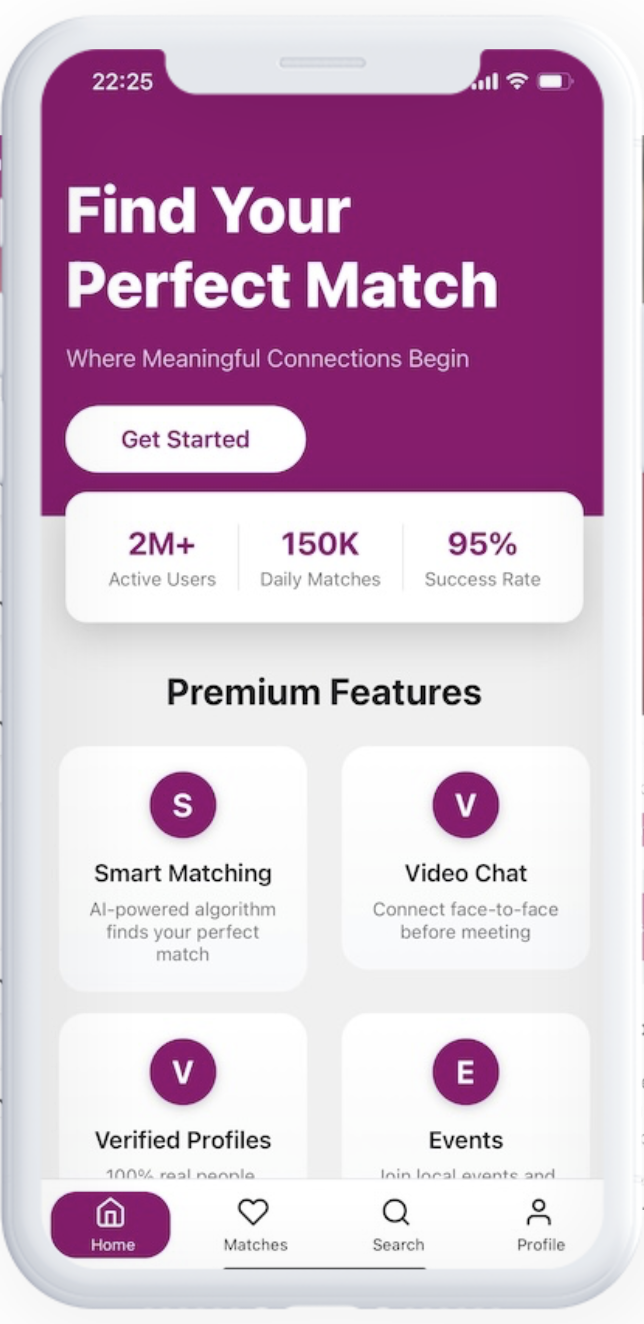 22:25
Find Your
Perfect Match
Where Meaningful Connections Begin
Get Started
2M+ 150K 95%
Active Users Daily Matches Success Rate
Premium Features
S V
Smart Matching Video Chat
AI-powered algorithm Connect face-to-face
finds your perfect before meeting
match
V E
Verified Profiles Events
100% real people Join local events and
Home Matches Search Profile